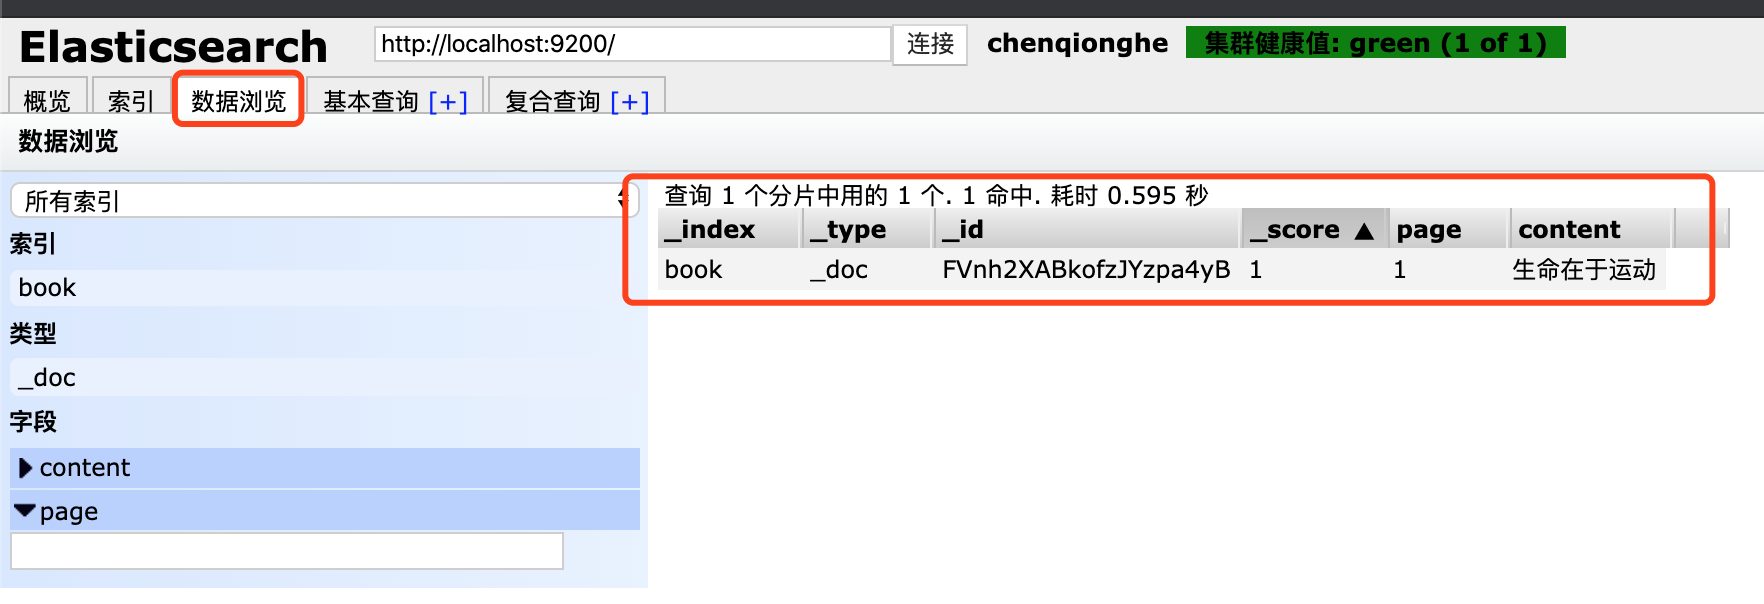 Elasticsearch http://localhost:9200/ 连接 chenqionghe 集群健康值: green (1 of 1)
概览 索引 数据浏览 基本查询 [+] 复合查询 [+]
数据浏览
所有索引
索引
book
类型
_doc
字段
content
page
查询 1 个分片中用的 1 个. 1 命中. 耗时 0.595 秒
_index _type _id _score ▲ page content
book _doc FVnh2XABkofzJYzpa4yB 1 1 生命在于运动